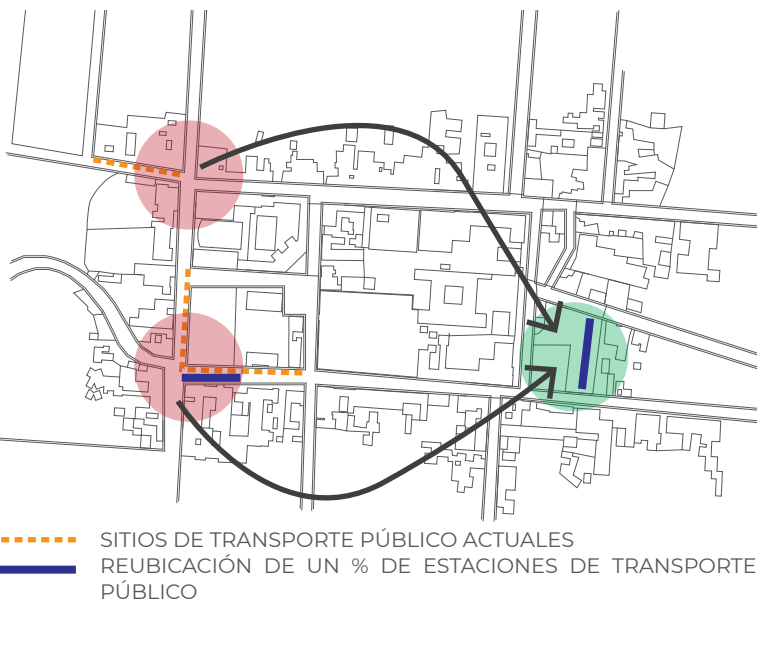 SITIOS DE TRANSPORTE PÚBLICO ACTUALES
REUBICACIÓN DE UN % DE ESTACIONES DE TRANSPORTE
PÚBLICO